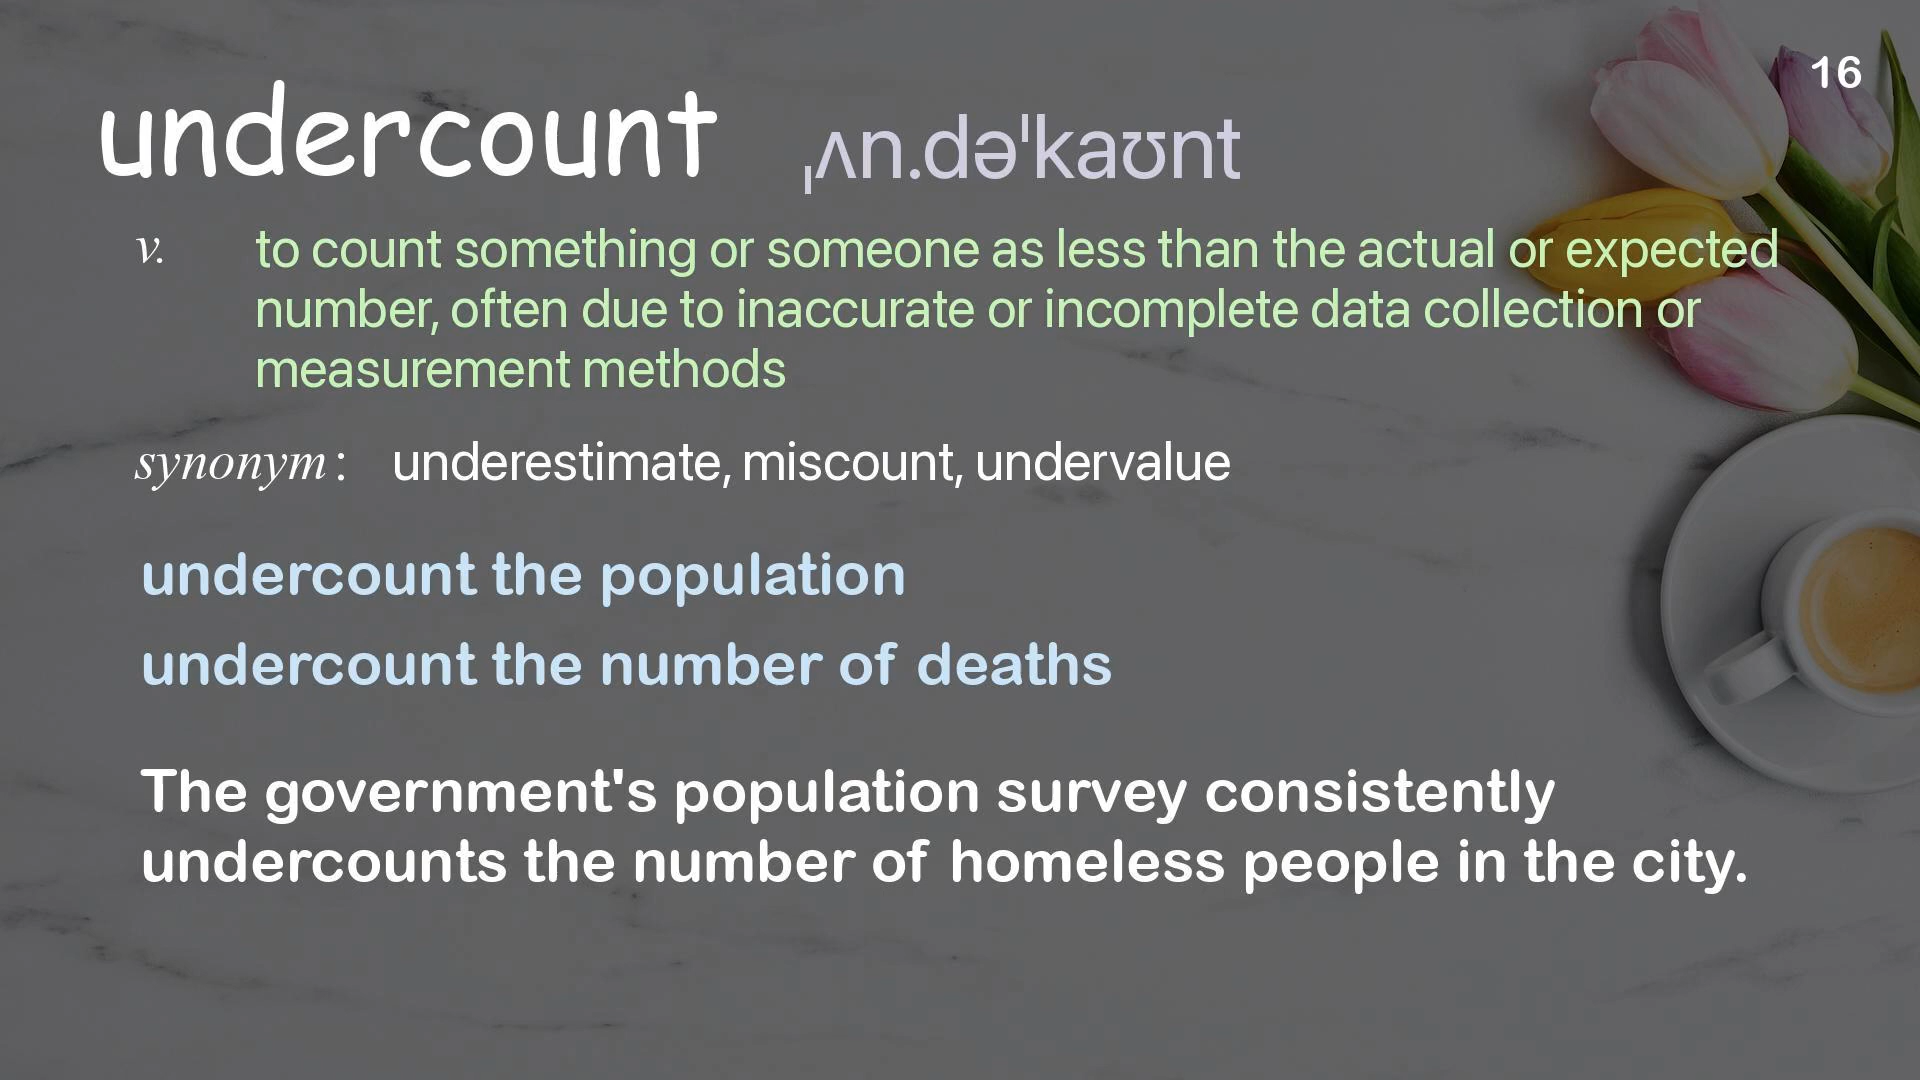 16
undercount ˌʌn.dəˈkaʊnt
v. to count something or someone as less than the actual or expected
number, often due to inaccurate or incomplete data collection or
measurement methods
synonym: underestimate, miscount, undervalue
undercount the population
undercount the number of deaths
The government's population survey consistently
undercounts the number of homeless people in the city.